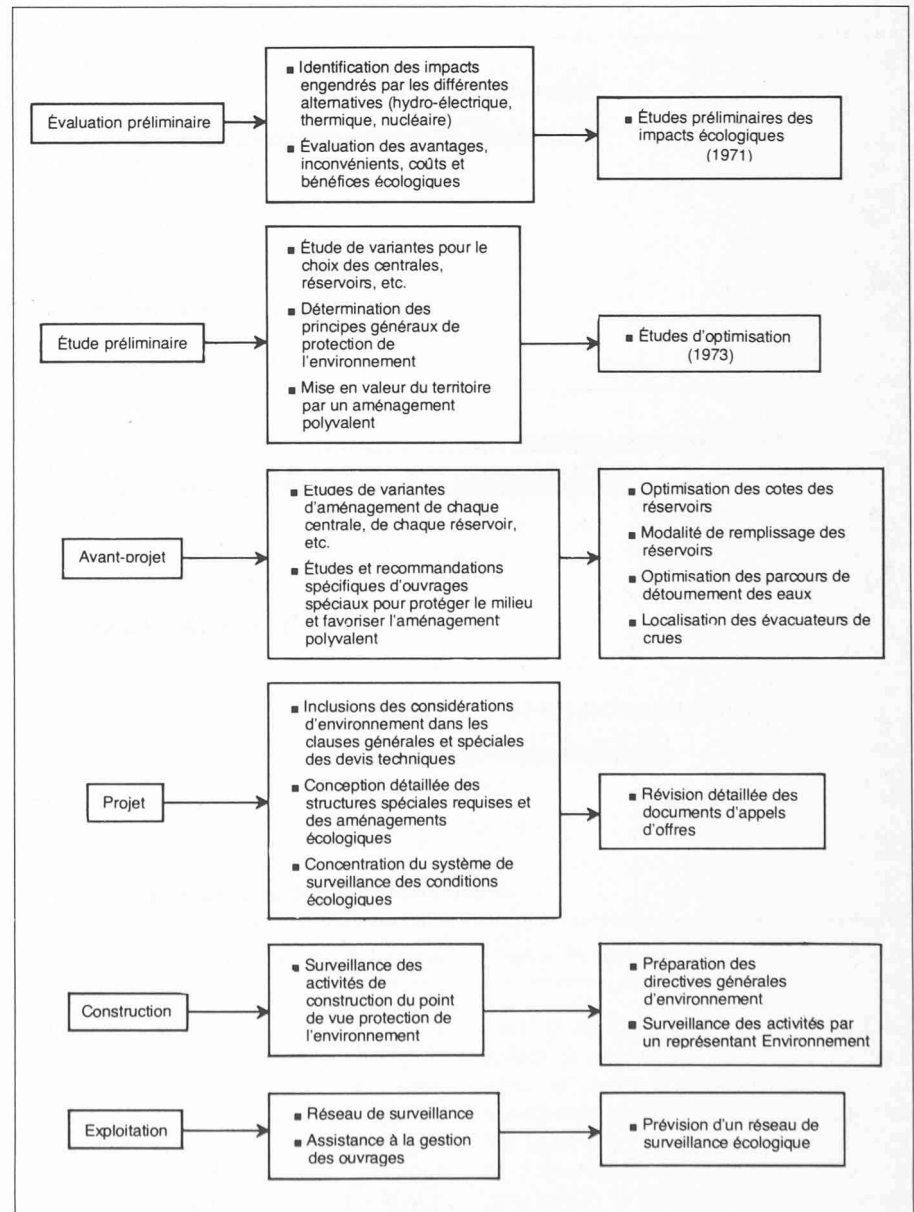 Évaluation préliminaire
■ Identification des impacts
engendrés par les différentes
alternatives (hydro-électrique,
thermique, nucléaire)
■ Évaluation des avantages,
inconvénients, coûts et
bénéfices écologiques
■ Études préliminaires des
impacts écologiques
(1971)
Étude préliminaire
■ Étude de variantes pour le
choix des centrales,
réservoirs, etc.
■ Détermination des
principes généraux de
protection de
l'environnement
■ Mise en valeur du territoire
par un aménagement
polyvalent
■ Études d'optimisation
(1973)
Avant-projet
■ Etudes de variantes
d'aménagement de chaque
centrale, de chaque réservoir,
etc.
■ Études et recommandations
spécifiques d'ouvrages
spéciaux pour protéger le milieu
et favoriser l'aménagement
polyvalent
■ Optimisation des cotes des
réservoirs
■ Modalité de remplissage des
réservoirs
■ Optimisation des parcours de
détournement des eaux
■ Localisation des évacuateurs de
crues
Projet
■ Inclusions des considérations
d'environnement dans les
clauses générales et spéciales
des devis techniques
■ Conception détaillée des
structures spéciales requises et
des aménagements
écologiques
■ Concentration du système de
surveillance des conditions
écologiques
■ Révision détaillée des
documents d'appels
d'offres
Construction
■ Surveillance des
activités de
construction du point
de vue protection de
l'environnement
■ Préparation des
directives générales
d'environnement
■ Surveillance des activités par
un représentant Environnement
Exploitation
■ Réseau de surveillance
■ Assistance à la gestion
des ouvrages
■ Prévision d'un réseau de
surveillance écologique